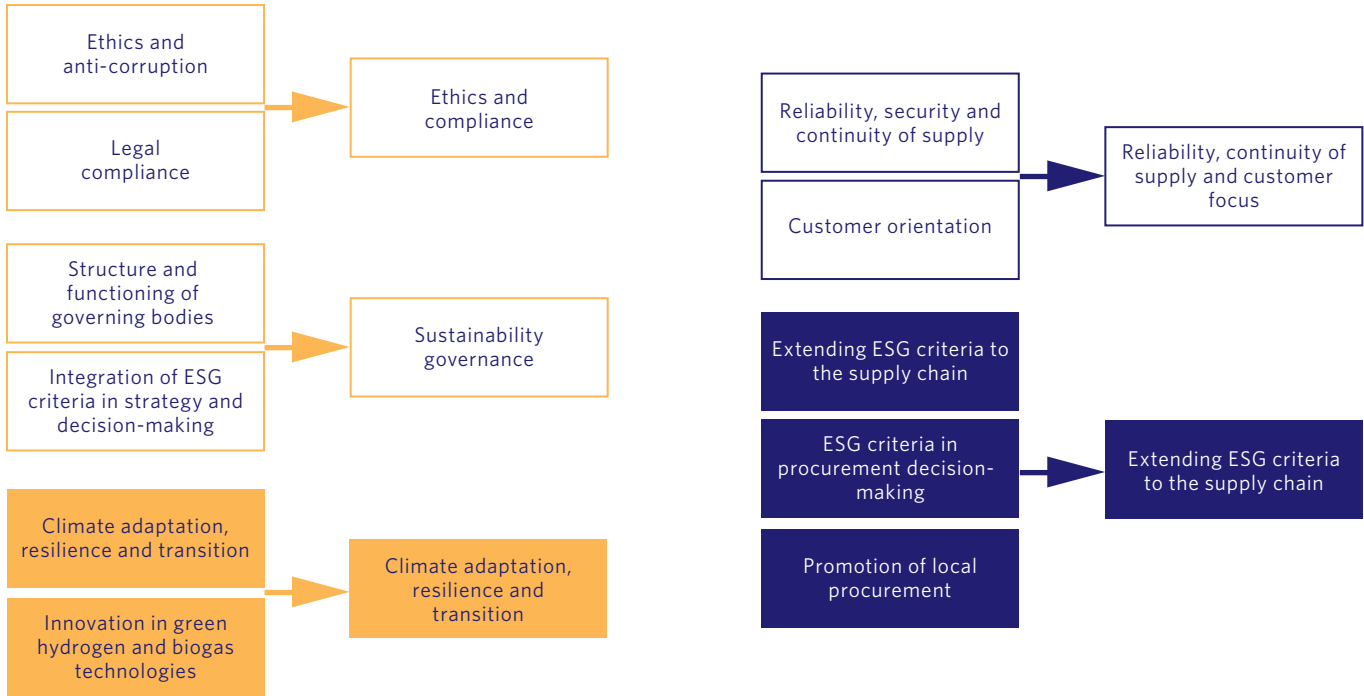 Ethics and
anti-corruption
Legal
compliance
Ethics and
compliance
Structure and
functioning of
governing bodies
Integration of ESG
criteria in strategy and
decision-making
Sustainability
governance
Climate adaptation,
resilience and transition
Innovation in green
hydrogen and biogas
technologies
Climate adaptation,
resilience and
transition
Reliability, security and
continuity of supply
Customer orientation
Reliability, continuity of
supply and customer
focus
Extending ESG criteria to
the supply chain
ESG criteria in
procurement decision-
making
Promotion of local
procurement
Extending ESG criteria
to the supply chain